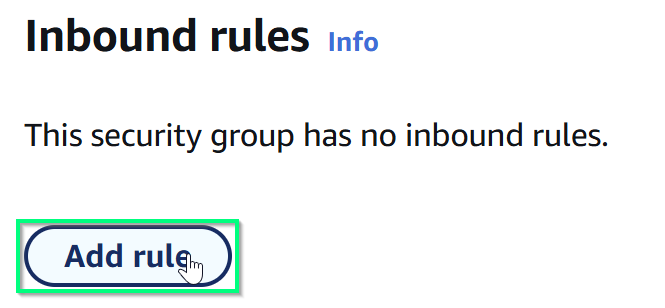 Inbound rules Info
This security group has no inbound rules.
Add rule